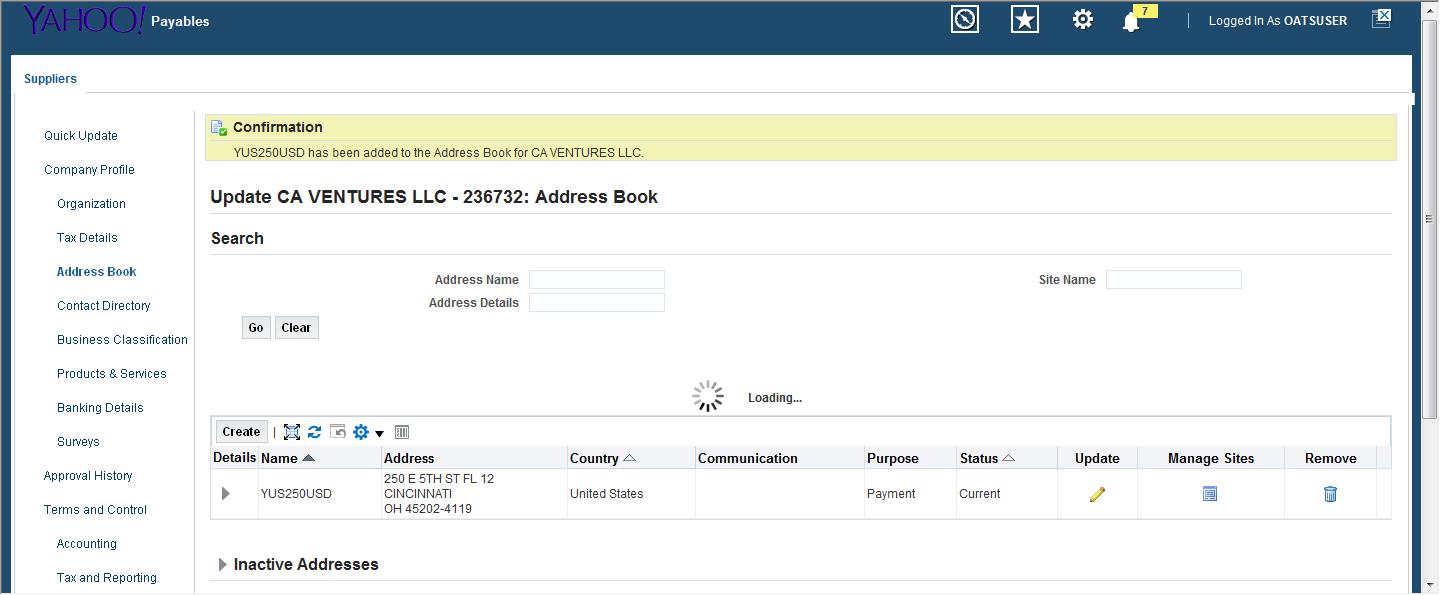 YAHOO! Payables
7
Logged In As OATSUSER
Suppliers
Quick Update
Company Profile
Organization
Tax Details
Address Book
Contact Directory
Business Classification
Products & Services
Banking Details
Surveys
Approval History
Terms and Control
Accounting
Tax and Reporting
Confirmation
YUS250USD has been added to the Address Book for CA VENTURES LLC.
Update CA VENTURES LLC - 236732: Address Book
Search
Address Name
Site Name
Address Details
Go Clear
Loading...
Create |
Details Name Address Country Communication Purpose Status Update Manage Sites Remove
YUS250USD
250 E 5TH ST FL 12
CINCINNATI
OH 45202-4119
United States
Payment
Current
Inactive Addresses